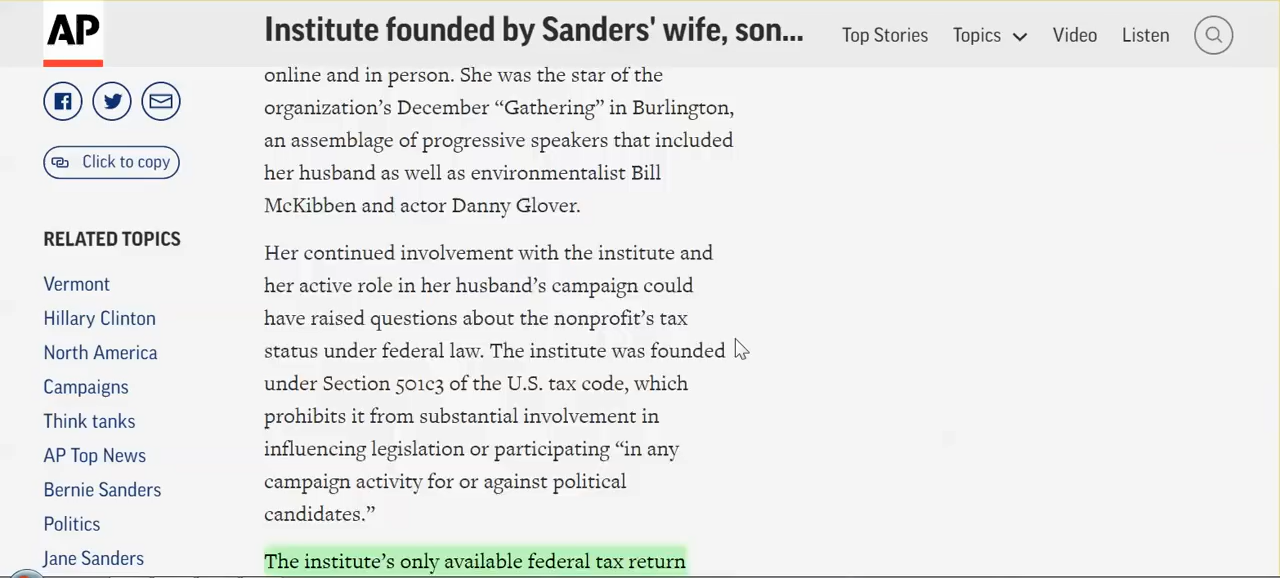 AP
Institute founded by Sanders' wife, son...
Top Stories
Topics
Video
Listen
Click to copy
RELATED TOPICS
Vermont
Hillary Clinton
North America
Campaigns
Think tanks
AP Top News
Bernie Sanders
Politics
Jane Sanders
online and in person. She was the star of the
organization’s December “Gathering” in Burlington,
an assemblage of progressive speakers that included
her husband as well as environmentalist Bill
McKibben and actor Danny Glover.
Her continued involvement with the institute and
her active role in her husband’s campaign could
have raised questions about the nonprofit’s tax
status under federal law. The institute was founded
under Section 501c3 of the U.S. tax code, which
prohibits it from substantial involvement in
influencing legislation or participating “in any
campaign activity for or against political
candidates.”
The institute’s only available federal tax return